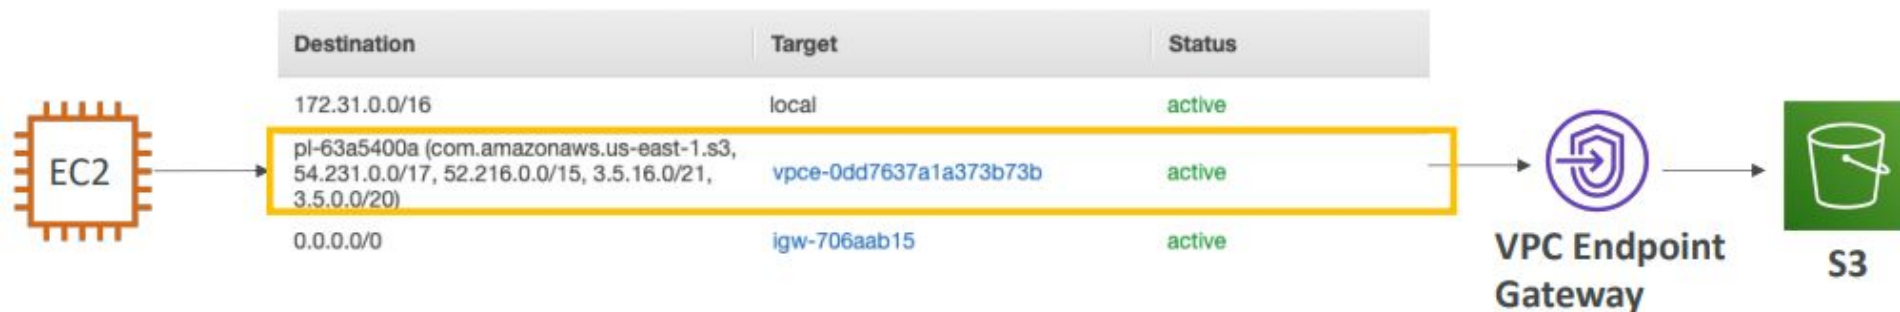 Destination Target Status
172.31.0.0/16 local active
EC2
pl-63a5400a (com.amazonaws.us-east-1.s3,
54.231.0.0/17, 52.216.0.0/15, 3.5.16.0/21,
3.5.0.0/20)
vpce-0dd7637a1a373b73b active
0.0.0.0/0 igw-706aab15 active
VPC Endpoint
Gateway
S3